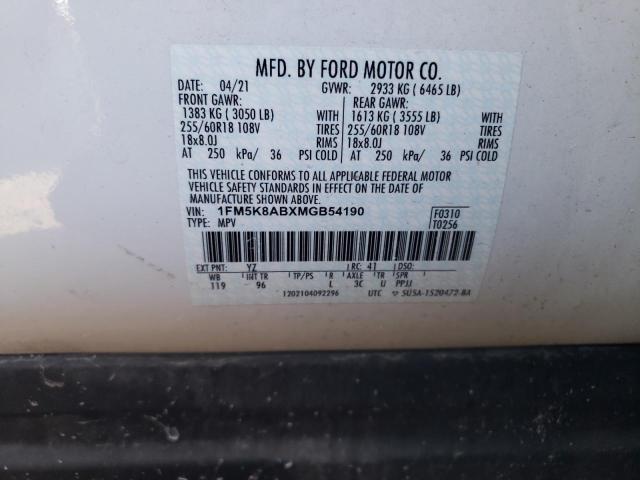 MFD. BY FORD MOTOR CO.
DATE: 04/21 GVWR: 2933 KG ( 6465 LB)
FRONT GAWR: REAR GAWR:
1383 KG ( 3050 LB) WITH 1613 KG ( 3555 LB) WITH
255/60R18 108V TIRES 255/60R18 108V TIRES
18x8.0J RIMS 18x8.0J RIMS
AT 250 kPa/ 36 PSI COLD AT 250 kPa/ 36 PSI COLD
THIS VEHICLE CONFORMS TO ALL APPLICABLE FEDERAL MOTOR
VEHICLE SAFETY STANDARDS IN EFFECT ON THE DATE OF
MANUFACTURE SHOWN ABOVE.
VIN: 1FM5K8ABXMGB54190 F0310
TYPE: MPV T0256
EXT PNT: YZ RC: 41 DSO:
WB INT TR TP/PS R AXLE TR SPR
119 96 L 3C U PPJJ
1202104092296 UTC 5USA-1520472-BA